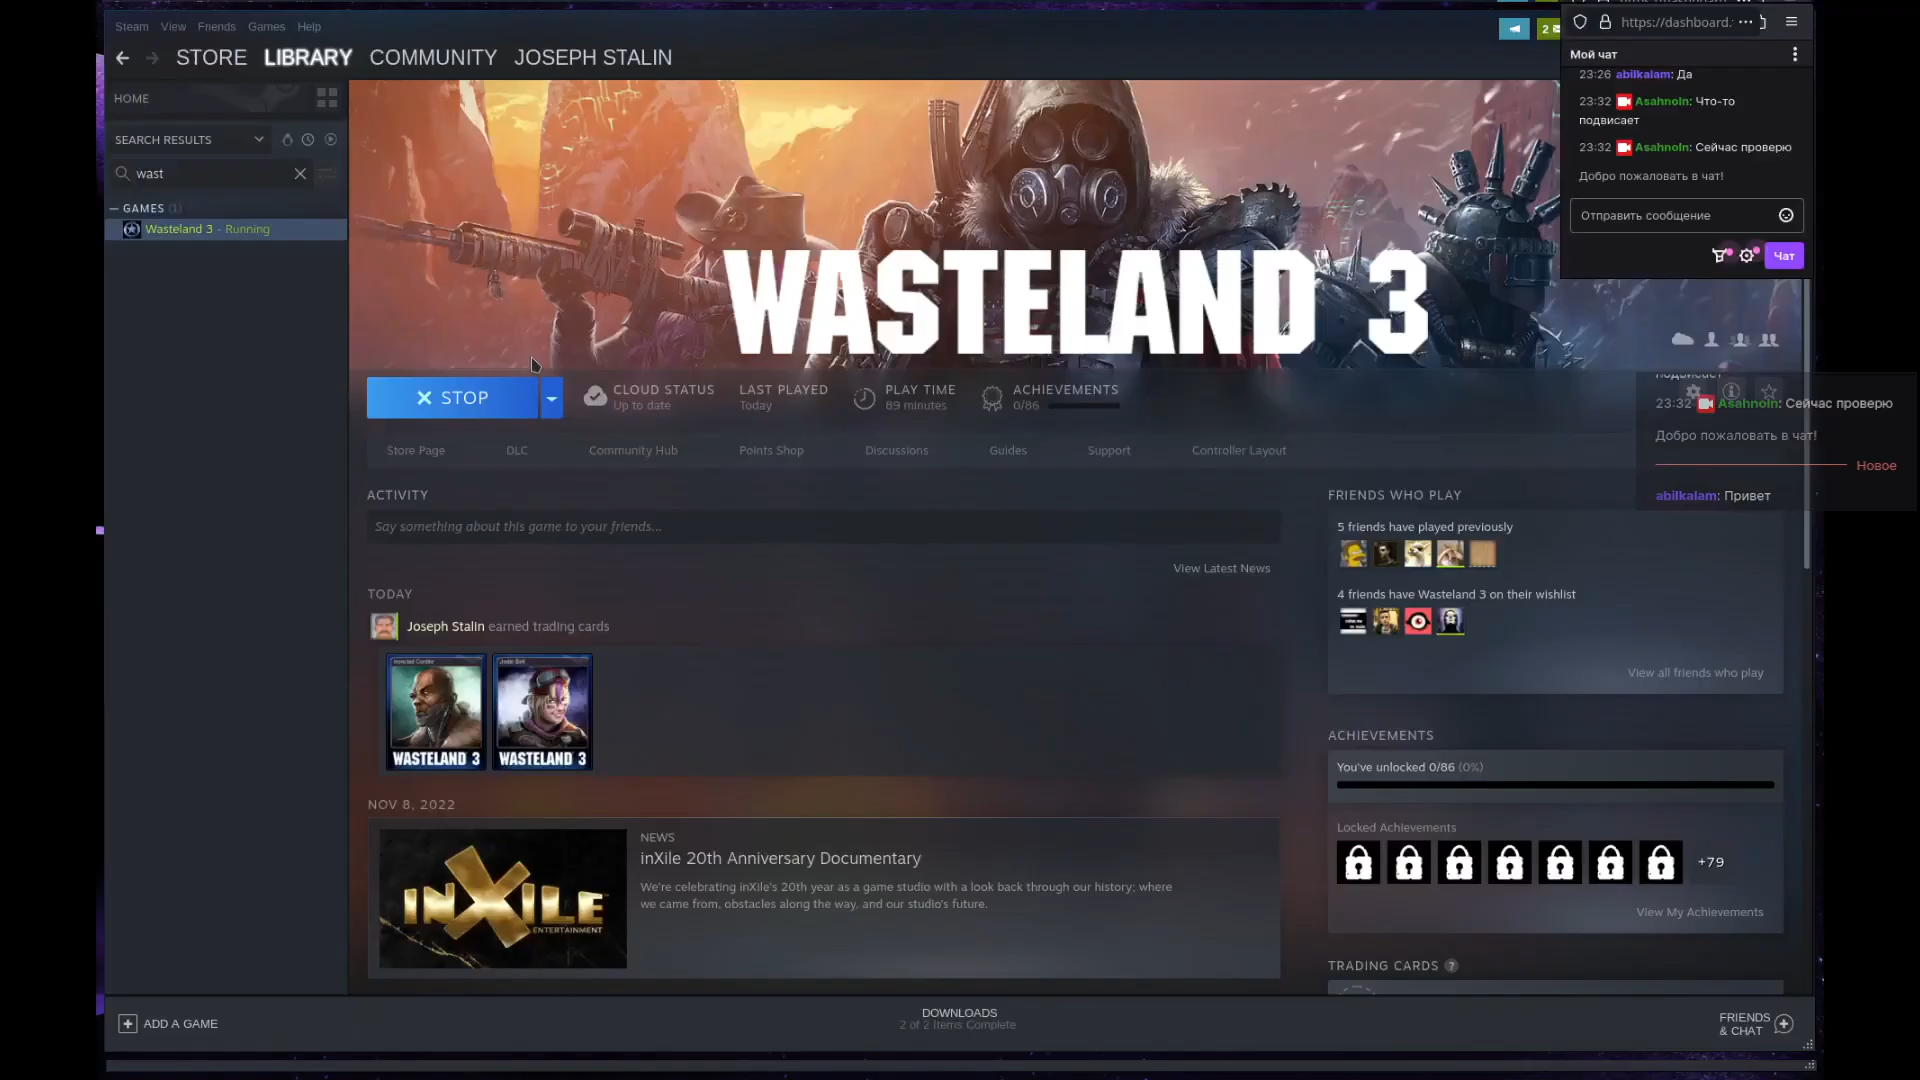 Steam View Friends Games Help
STORE LIBRARY COMMUNITY JOSEPH STALIN
2
https://dashboard.
Мой чат
23:26 abilkalam: Да
23:32 Asahnoln: Что-то
подвисает
23:32 Asahnoln: Сейчас проверю
Добро пожаловать в чат!
Отправить сообщение
Чат
HOME
SEARCH RESULTS
wast
— GAMES (1)
Wasteland 3 - Running
WASTELAND 3
STOP
CLOUD STATUS
Up to date
LAST PLAYED
Today
PLAY TIME
89 minutes
ACHIEVEMENTS
0/86
подвисает
23:32 Asahnoln: Сейчас проверю
Добро пожаловать в чат!
Новое
abilkalam: Привет
Store Page DLC Community Hub Points Shop Discussions Guides Support Controller Layout
ACTIVITY
Say something about this game to your friends...
View Latest News
TODAY
Joseph Stalin earned trading cards
WASTELAND 3
WASTELAND 3
NOV 8, 2022
INXILE
ENTERTAINMENT
NEWS
inXile 20th Anniversary Documentary
We're celebrating inXile's 20th year as a game studio with a look back through our history; where
we came from, obstacles along the way, and our studio's future.
FRIENDS WHO PLAY
5 friends have played previously
4 friends have Wasteland 3 on their wishlist
View all friends who play
ACHIEVEMENTS
You've unlocked 0/86 (0%)
Locked Achievements
+79
View My Achievements
TRADING CARDS ?
ADD A GAME
DOWNLOADS
2 of 2 Items Complete
FRIENDS
& CHAT